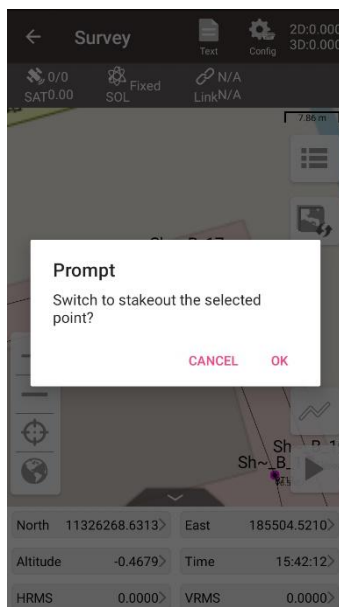 Survey
Text
Config
2D:0.000
3D:0.000
0/0
SAT0.00
Fixed
SOL
N/A
LinkN/A
7.86 m
Prompt
Switch to stakeout the selected
point?
CANCEL OK
Sh~_B_
North 11326268.6313> East 185504.5210>
Altitude -0.4679> Time 15:42:12>
HRMS 0.0000> VRMS 0.0000>